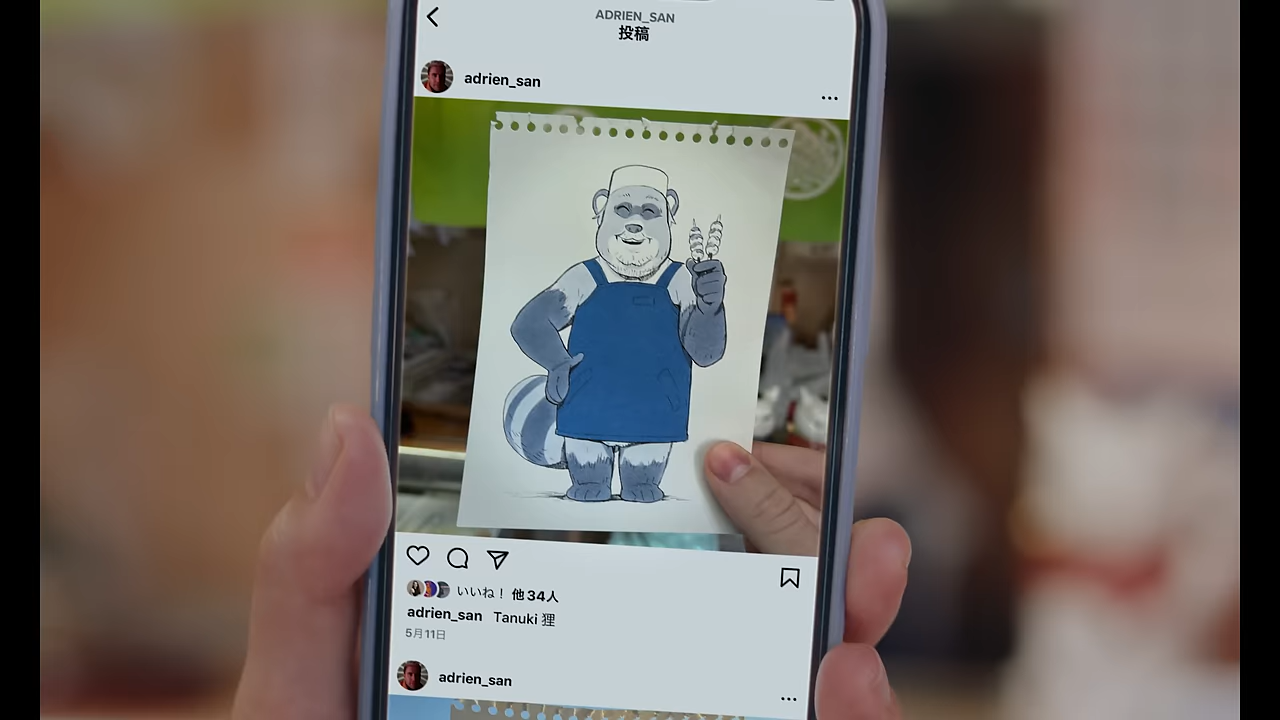 ADRIEN_SAN
投稿
adrien_san
いいね！ 他34人
adrien_san Tanuki 狸
5月11日
adrien_san